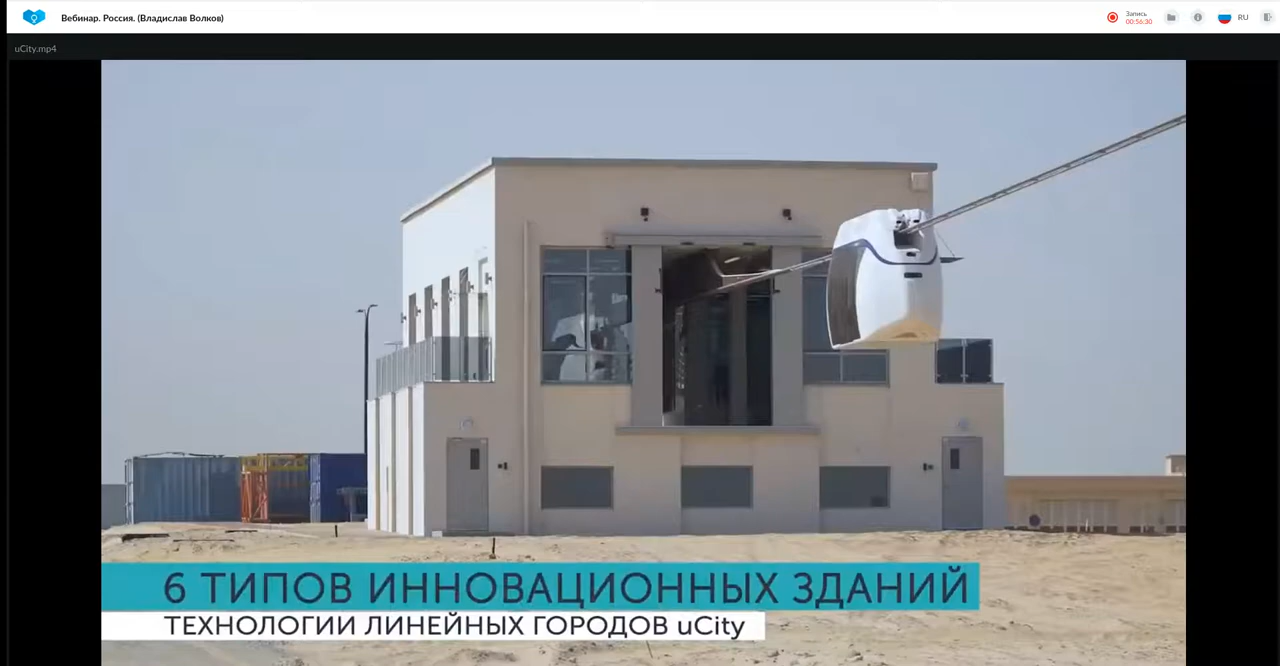 Вебинар. Россия. (Владислав Волков)
Запись
00:56:30
RU
uCity.mp4
6 ТИПОВ ИННОВАЦИОННЫХ ЗДАНИЙ
ТЕХНОЛОГИИ ЛИНЕЙНЫХ ГОРОДОВ uCity